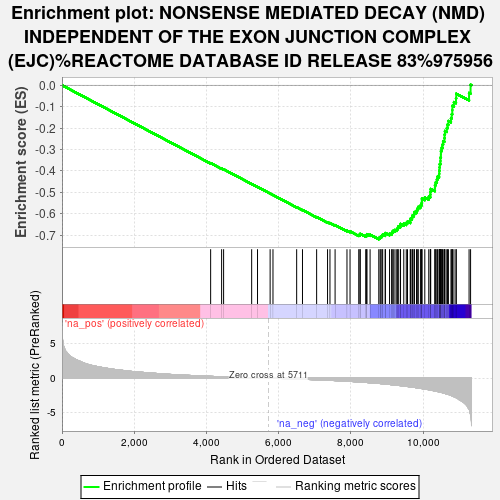 Enrichment plot: NONSENSE MEDIATED DECAY (NMD)
INDEPENDENT OF THE EXON JUNCTION COMPLEX
(EJC)%REACTOME DATABASE ID RELEASE 83%975956
Enrichment score (ES)
0.0
-0.1
-0.2
-0.3
-0.4
-0.5
-0.6
-0.7
'na_pos' (positively correlated)
Ranked list metric (PreRanked)
5
0
-5
Zero cross at 5711
'na_neg' (negatively correlated)
0
2,000
4,000
6,000
8,000
10,000
Rank in Ordered Dataset
Enrichment profile
Hits
Ranking metric scores